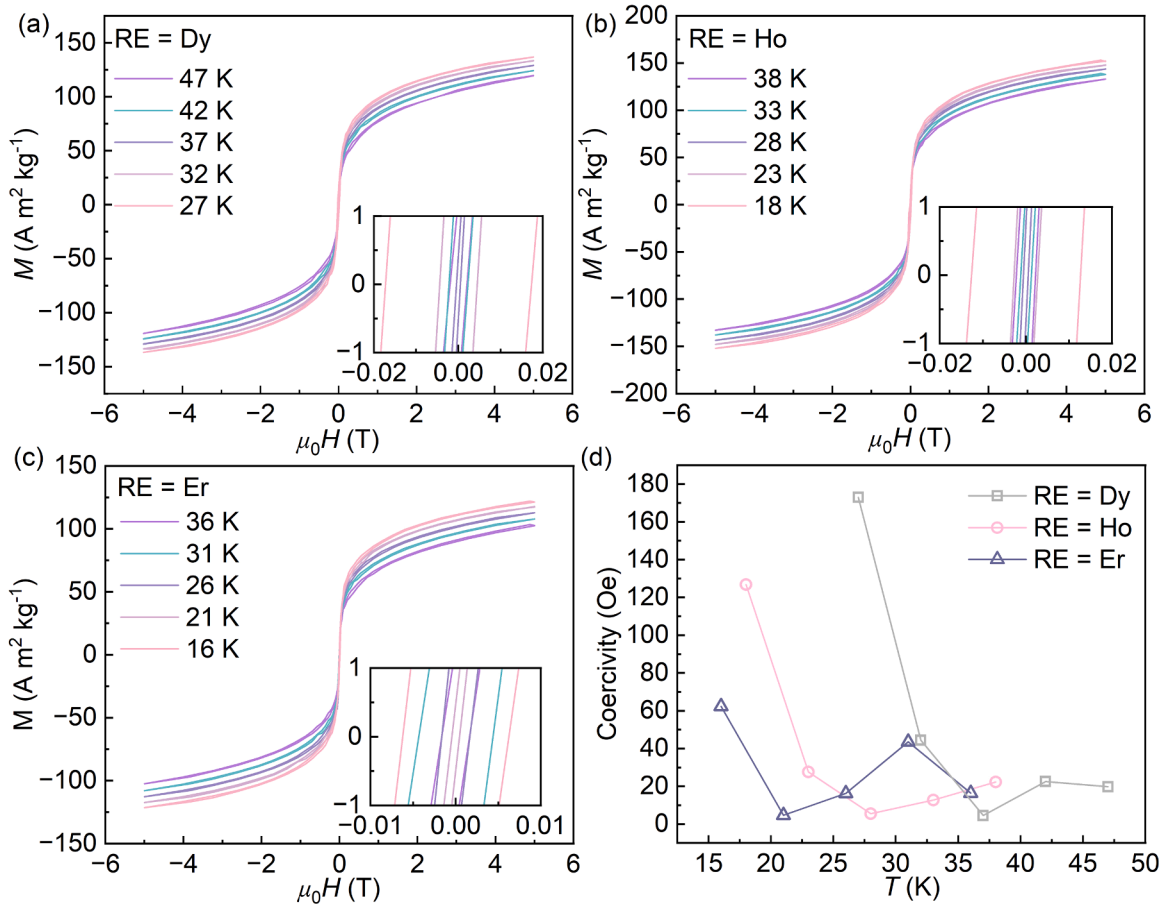 (a)
RE = Dy
47 K
42 K
37 K
32 K
27 K
150
125
100
75
50
25
0
−25
−50
−75
−100
−125
−150
M (A m² kg⁻¹)
1
0
−1
−0.02 0.00 0.02
−6 −4 −2 0 2 4 6
μ₀H (T)
(b)
RE = Ho
38 K
33 K
28 K
23 K
18 K
200
150
100
50
0
−50
−100
−150
−200
M (A m² kg⁻¹)
1
0
−1
−0.02 0.00 0.02
−6 −4 −2 0 2 4 6
μ₀H (T)
(c)
RE = Er
36 K
31 K
26 K
21 K
16 K
150
100
50
0
−50
−100
−150
M (A m² kg⁻¹)
1
0
−1
−0.01 0.00 0.01
−6 −4 −2 0 2 4 6
μ₀H (T)
(d)
RE = Dy
RE = Ho
RE = Er
180
160
140
120
100
80
60
40
20
0
Coercivity (Oe)
15 20 25 30 35 40 45 50
T (K)